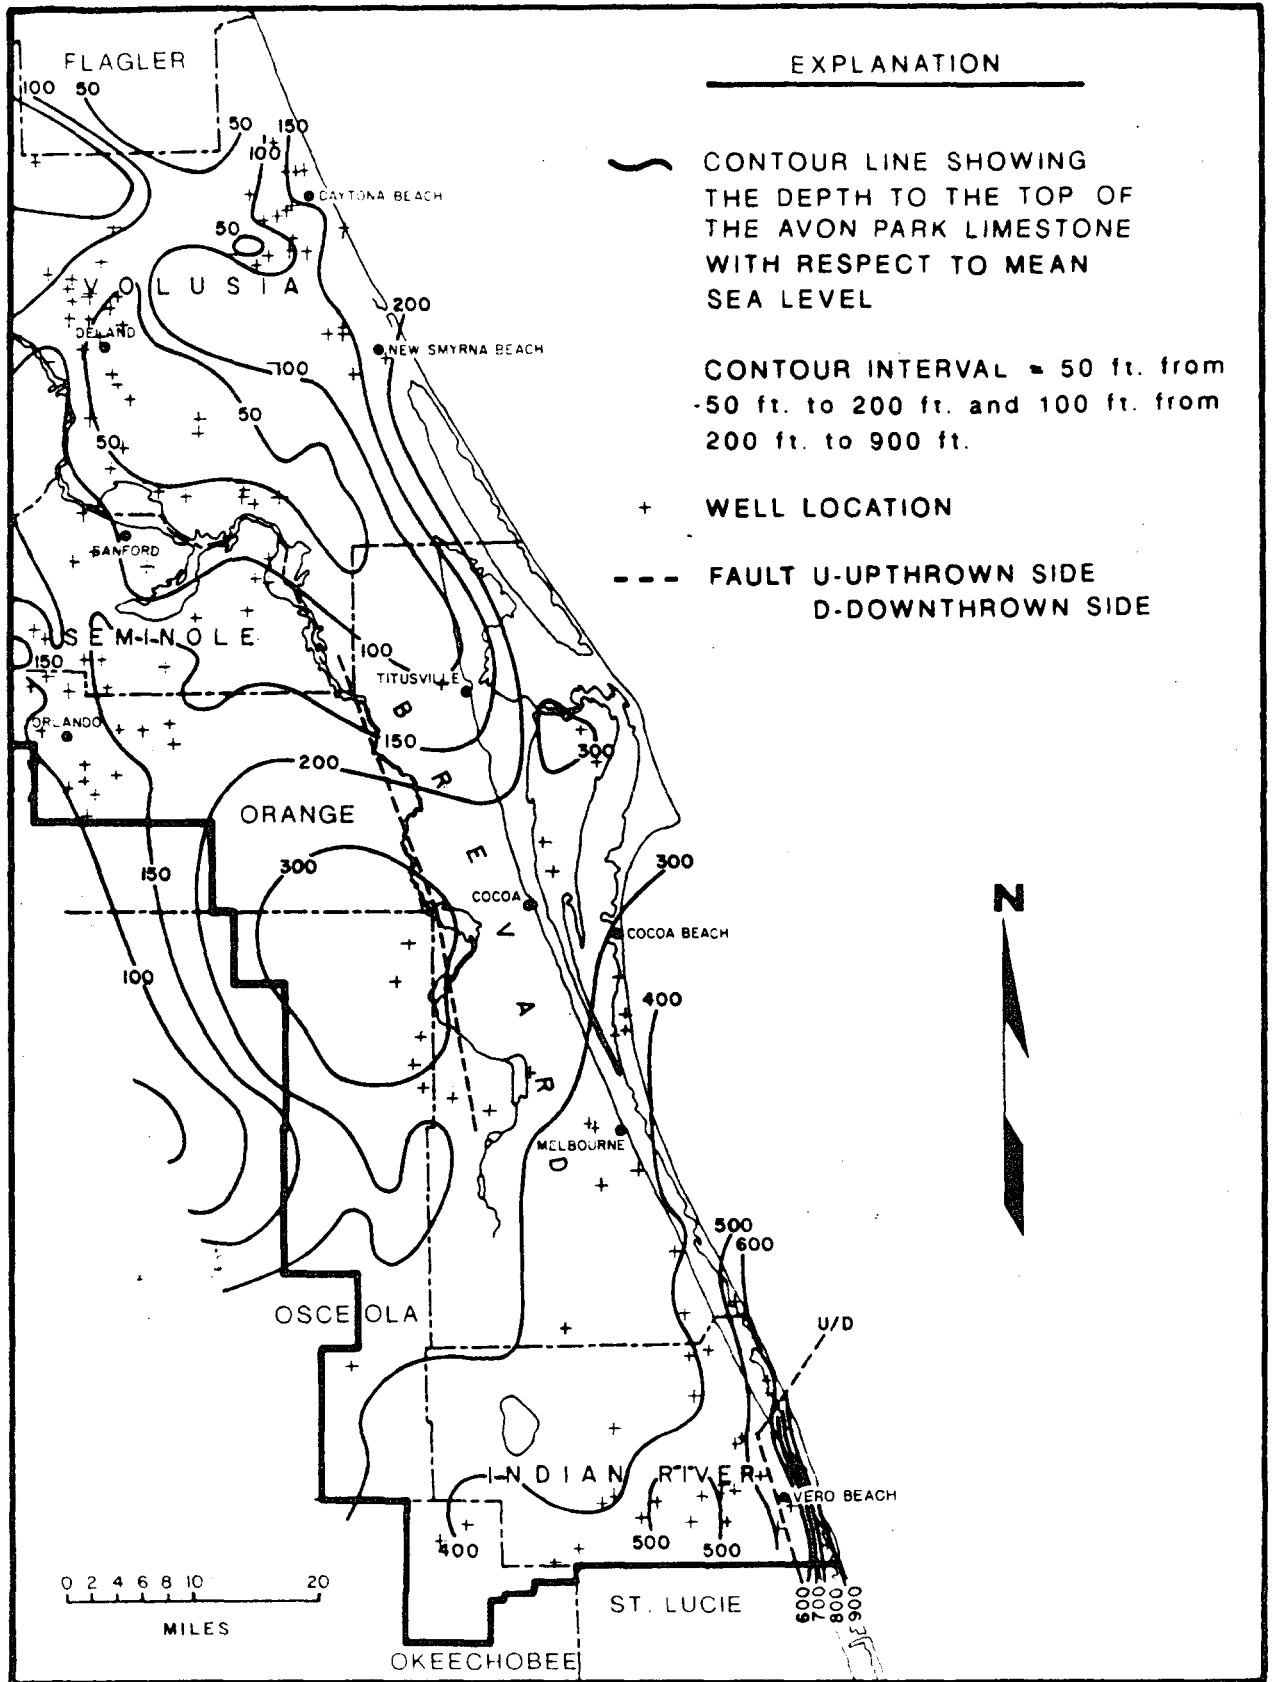 EXPLANATION
CONTOUR LINE SHOWING
THE DEPTH TO THE TOP OF
THE AVON PARK LIMESTONE
WITH RESPECT TO MEAN
SEA LEVEL
CONTOUR INTERVAL = 50 ft. from
-50 ft. to 200 ft. and 100 ft. from
200 ft. to 900 ft.
+ WELL LOCATION
FAULT U-UPTHROWN SIDE
D-DOWNTHROWN SIDE
FLAGLER
100 50
50 150
100
DAYTONA BEACH
50
VOLUSIA
200
DELAND
NEW SMYRNA BEACH
100
50
50
SANFORD
SEMINOLE
150
100
TITUSVILLE
ORLANDO
BREVARD
150
300
200
ORANGE
300
150
300
COCOA
COCOA BEACH
100
400
MELBOURNE
500
600
OSCEOLA
U/D
INDIAN RIVER
VERO BEACH
400
500
500
0 2 4 6 8 10 20
MILES
ST. LUCIE
600
700
800
900
OKEECHOBEE
N